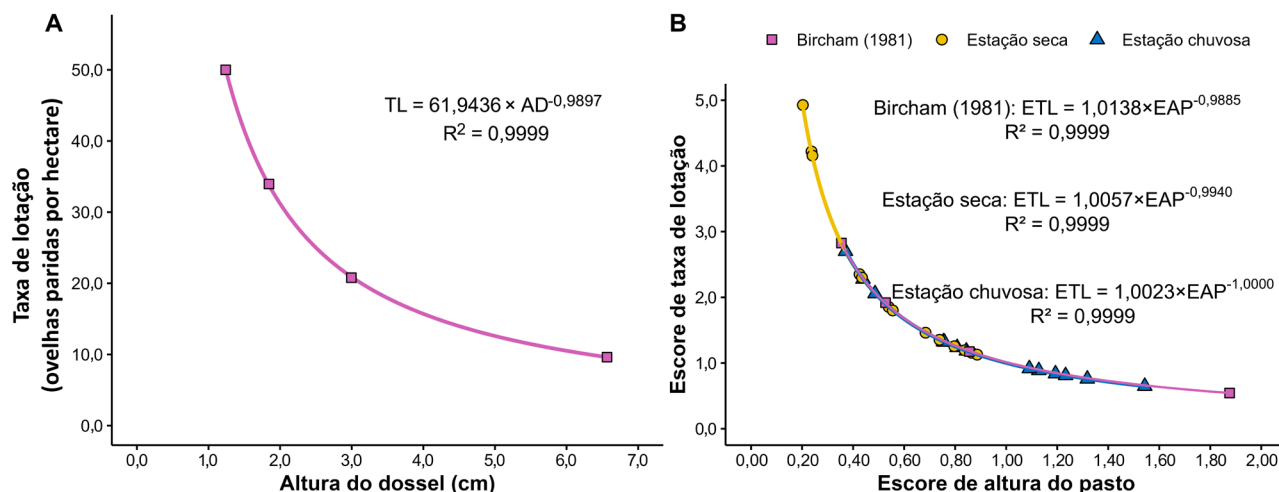 A
Taxa de lotação
(ovelhas paridas por hectare)
50,0
40,0
30,0
20,0
10,0
0,0
TL = 61,9436 × AD^-0,9897
R² = 0,9999
0,0 1,0 2,0 3,0 4,0 5,0 6,0 7,0
Altura do dossel (cm)
B
Bircham (1981) Estação seca Estação chuvosa
Escore de taxa de lotação
5,0
4,0
3,0
2,0
1,0
0,0
Bircham (1981): ETL = 1,0138×EAP^-0,9885
R² = 0,9999
Estação seca: ETL = 1,0057×EAP^-0,9940
R² = 0,9999
Estação chuvosa: ETL = 1,0023×EAP^-1,0000
R² = 0,9999
0,00 0,20 0,40 0,60 0,80 1,00 1,20 1,40 1,60 1,80 2,00
Escore de altura do pasto